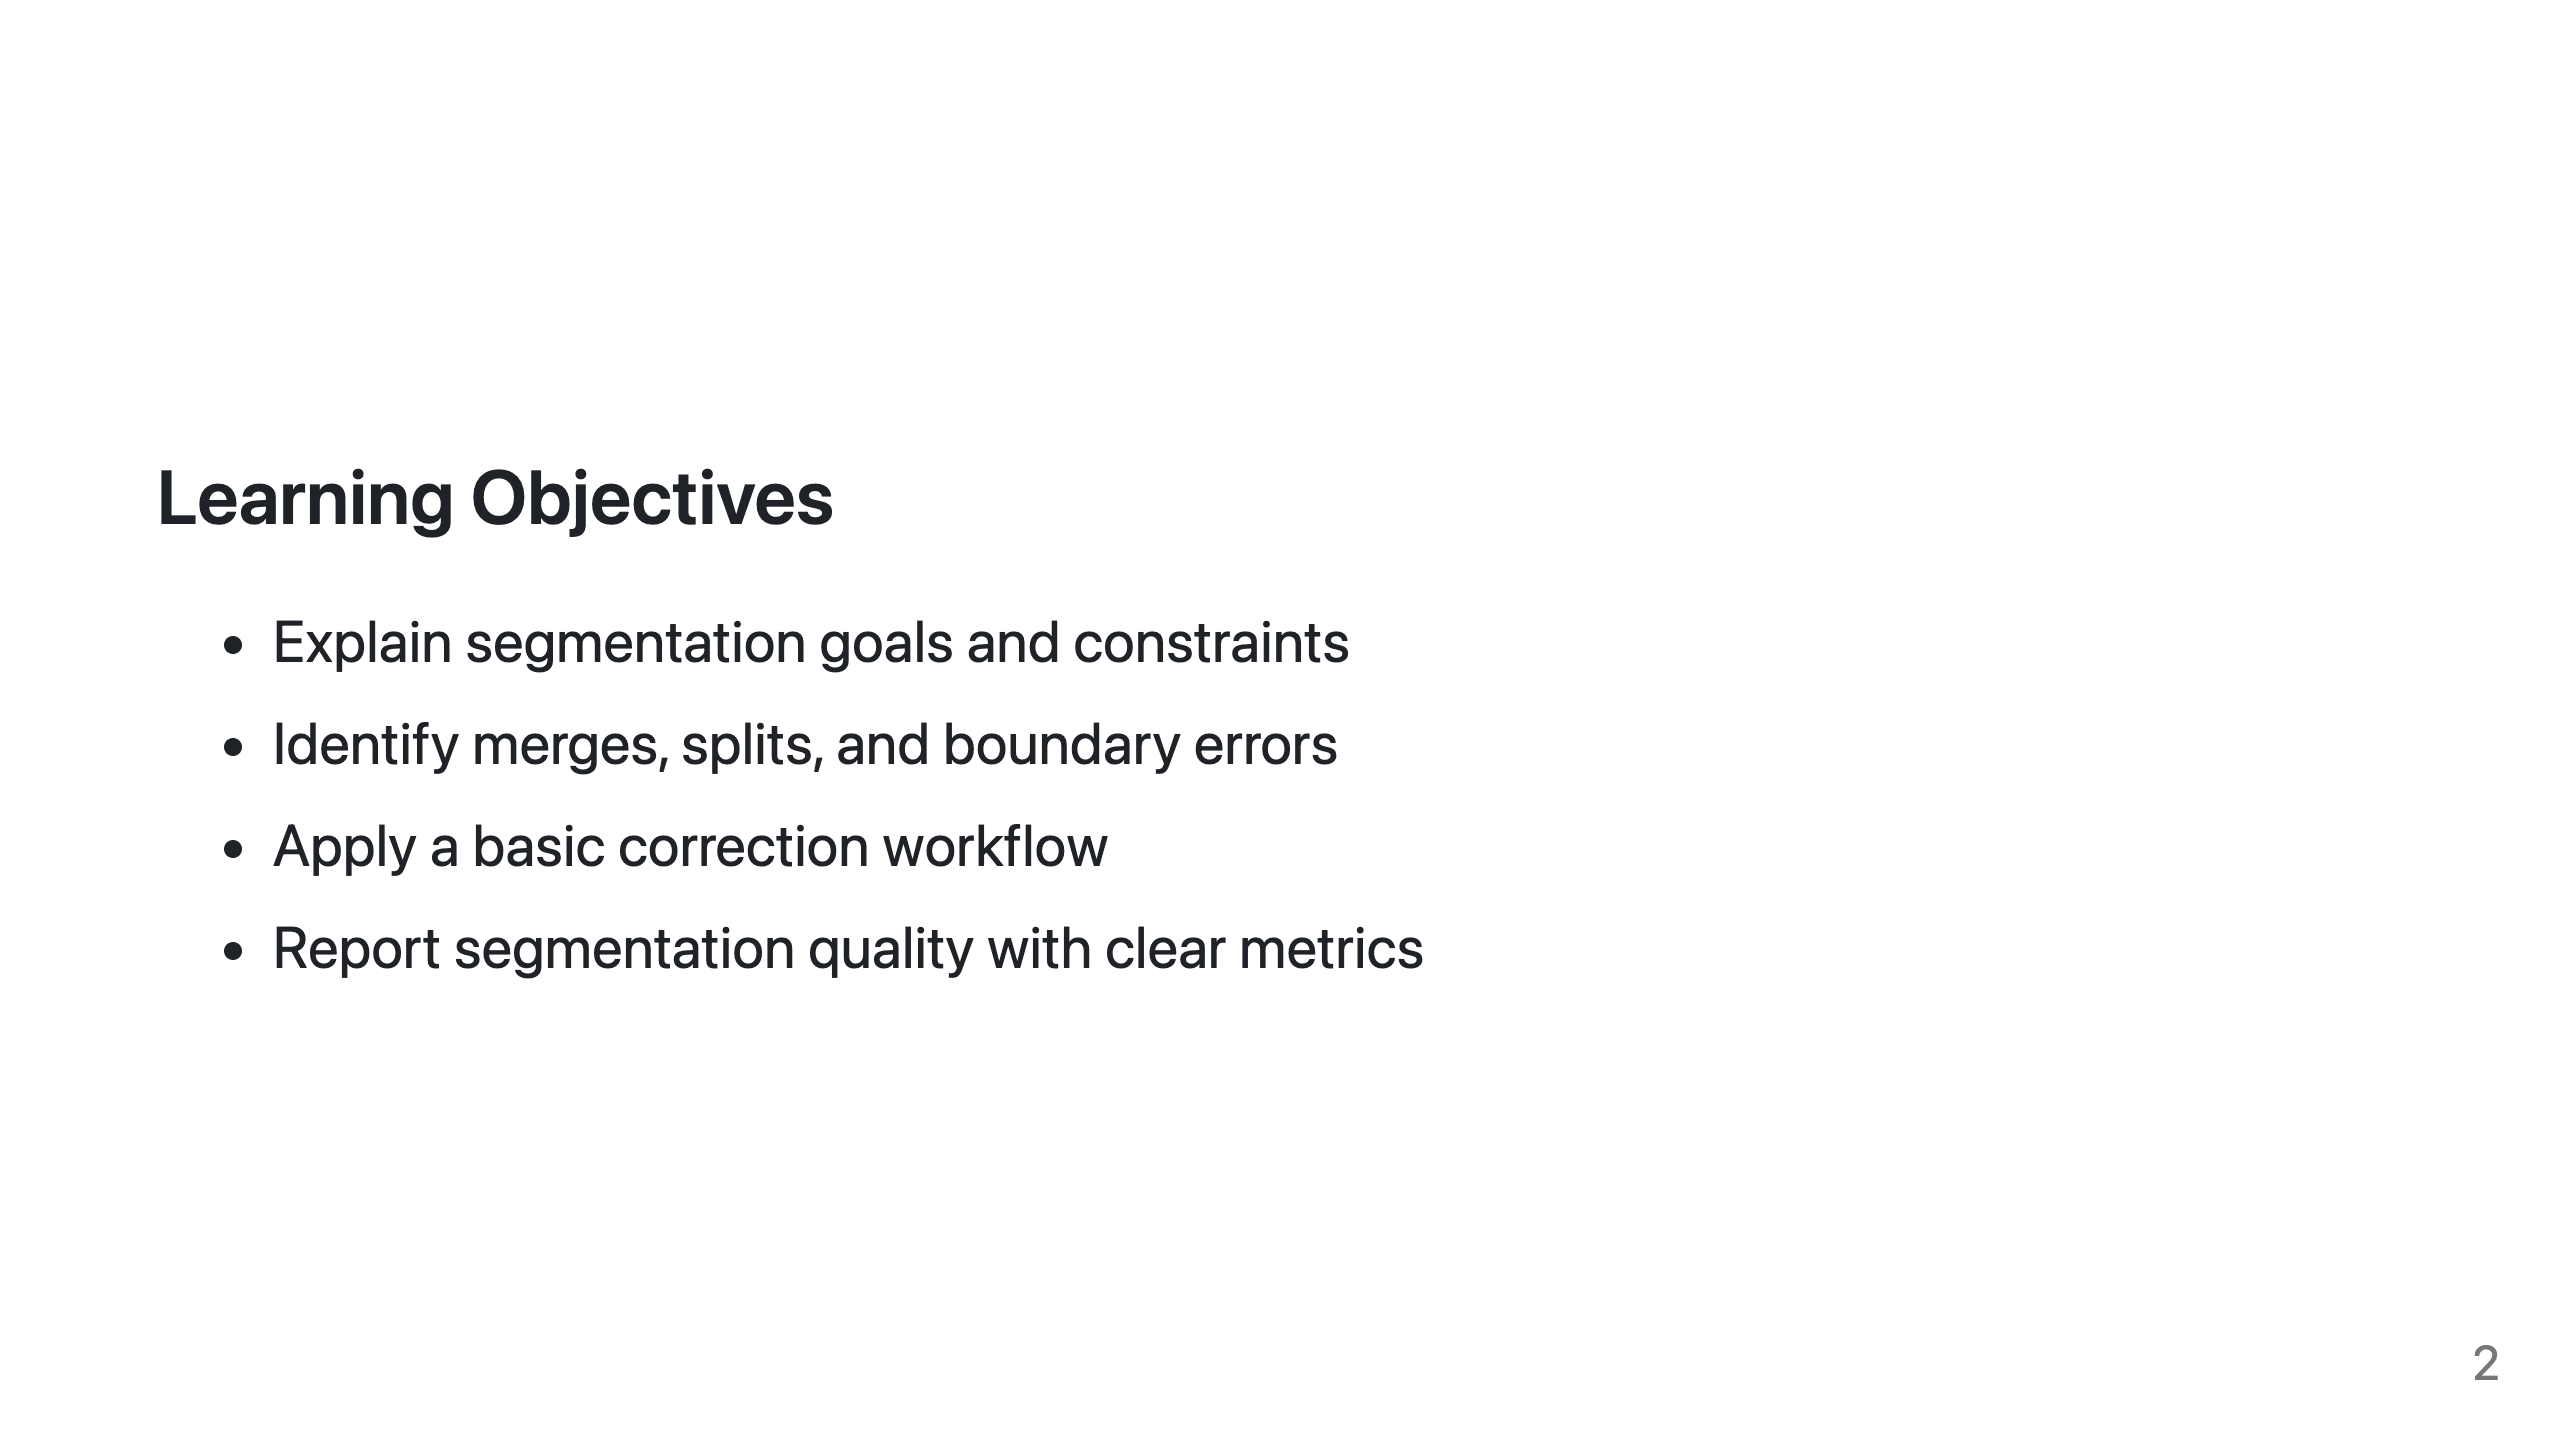 Learning Objectives
• Explain segmentation goals and constraints
• Identify merges, splits, and boundary errors
• Apply a basic correction workflow
• Report segmentation quality with clear metrics
2